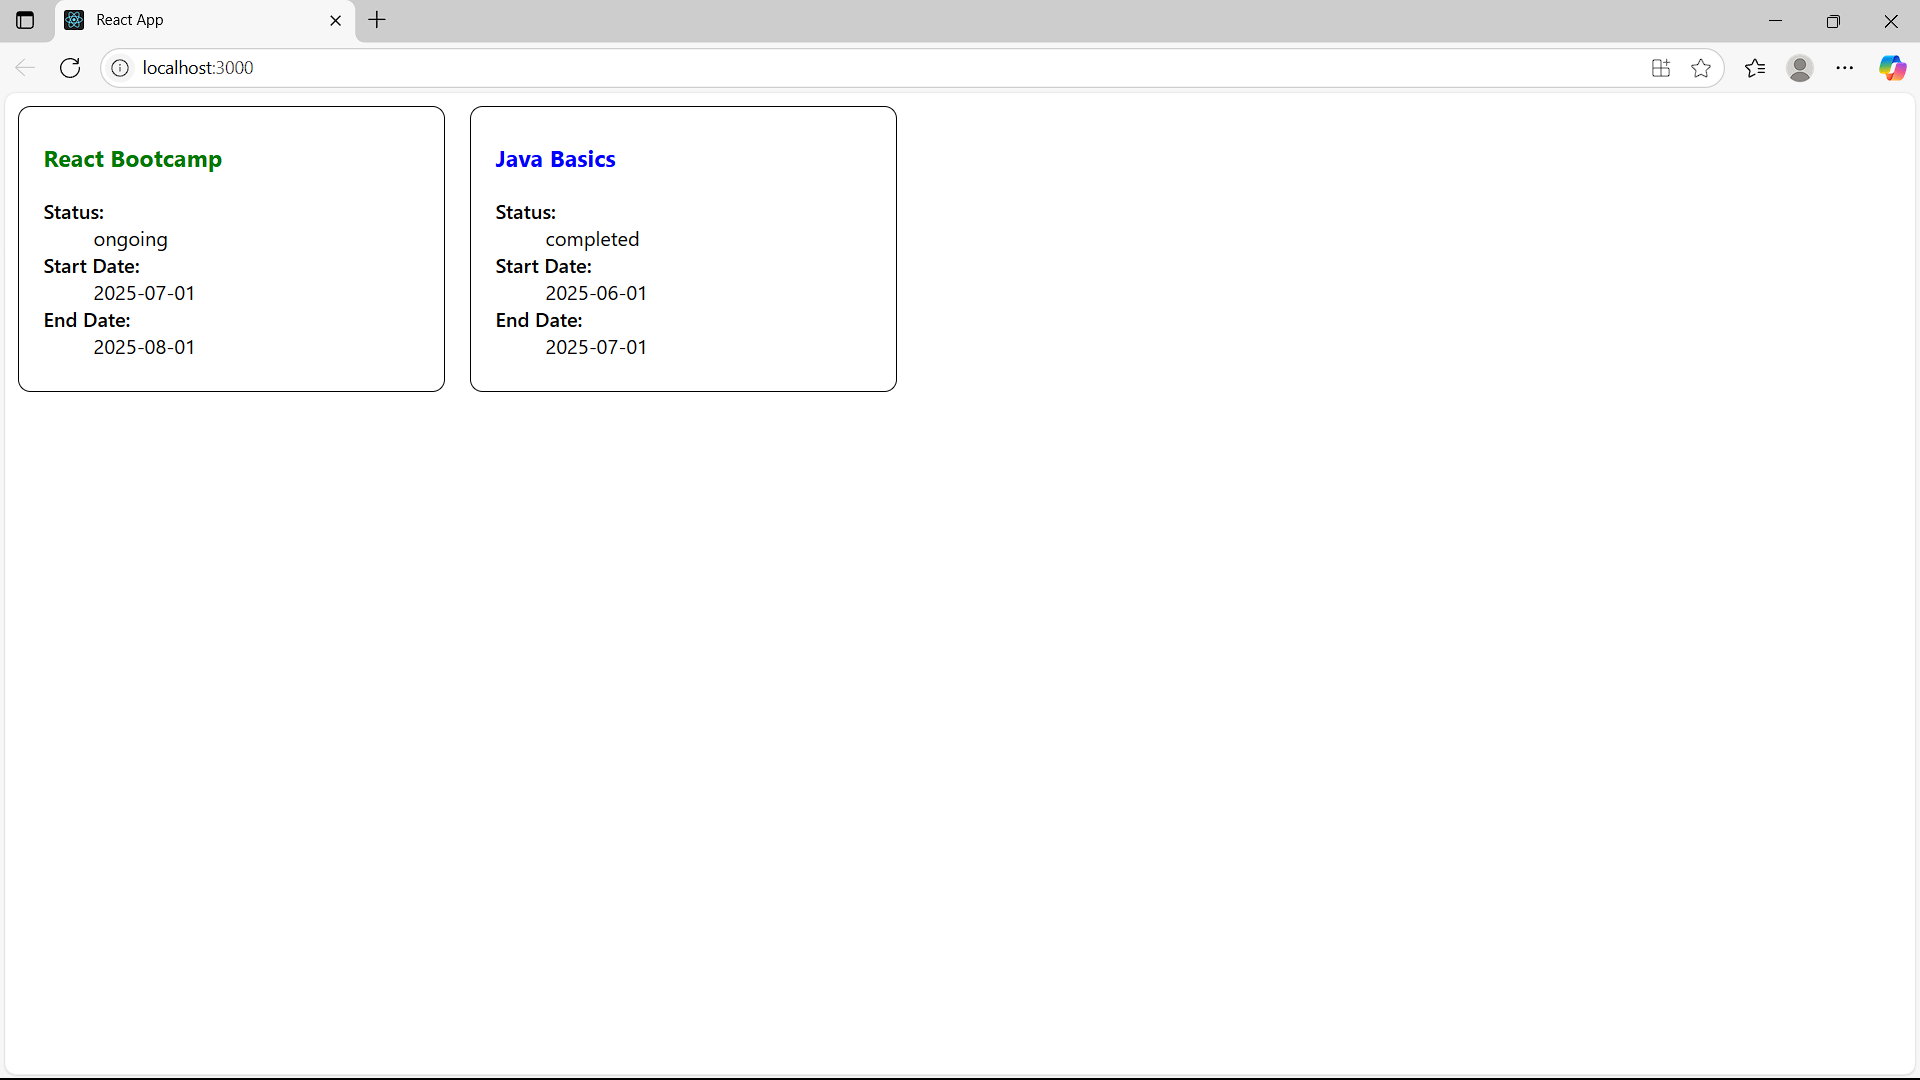 React App
localhost:3000
React Bootcamp
Status:
ongoing
Start Date:
2025-07-01
End Date:
2025-08-01
Java Basics
Status:
completed
Start Date:
2025-06-01
End Date:
2025-07-01